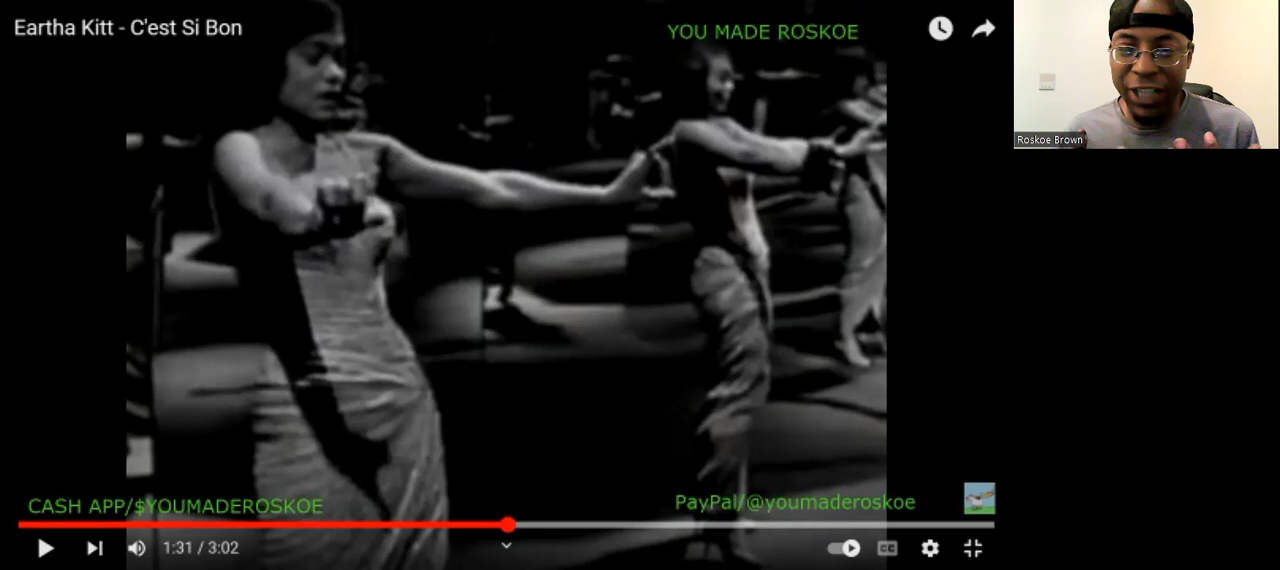 Eartha Kitt - C'est Si Bon
YOU MADE ROSKOE
Roskoe Brown
CASH APP/$YOUMADEROSKOE
PayPal/@youmaderoskoe
1:31 / 3:02
CC